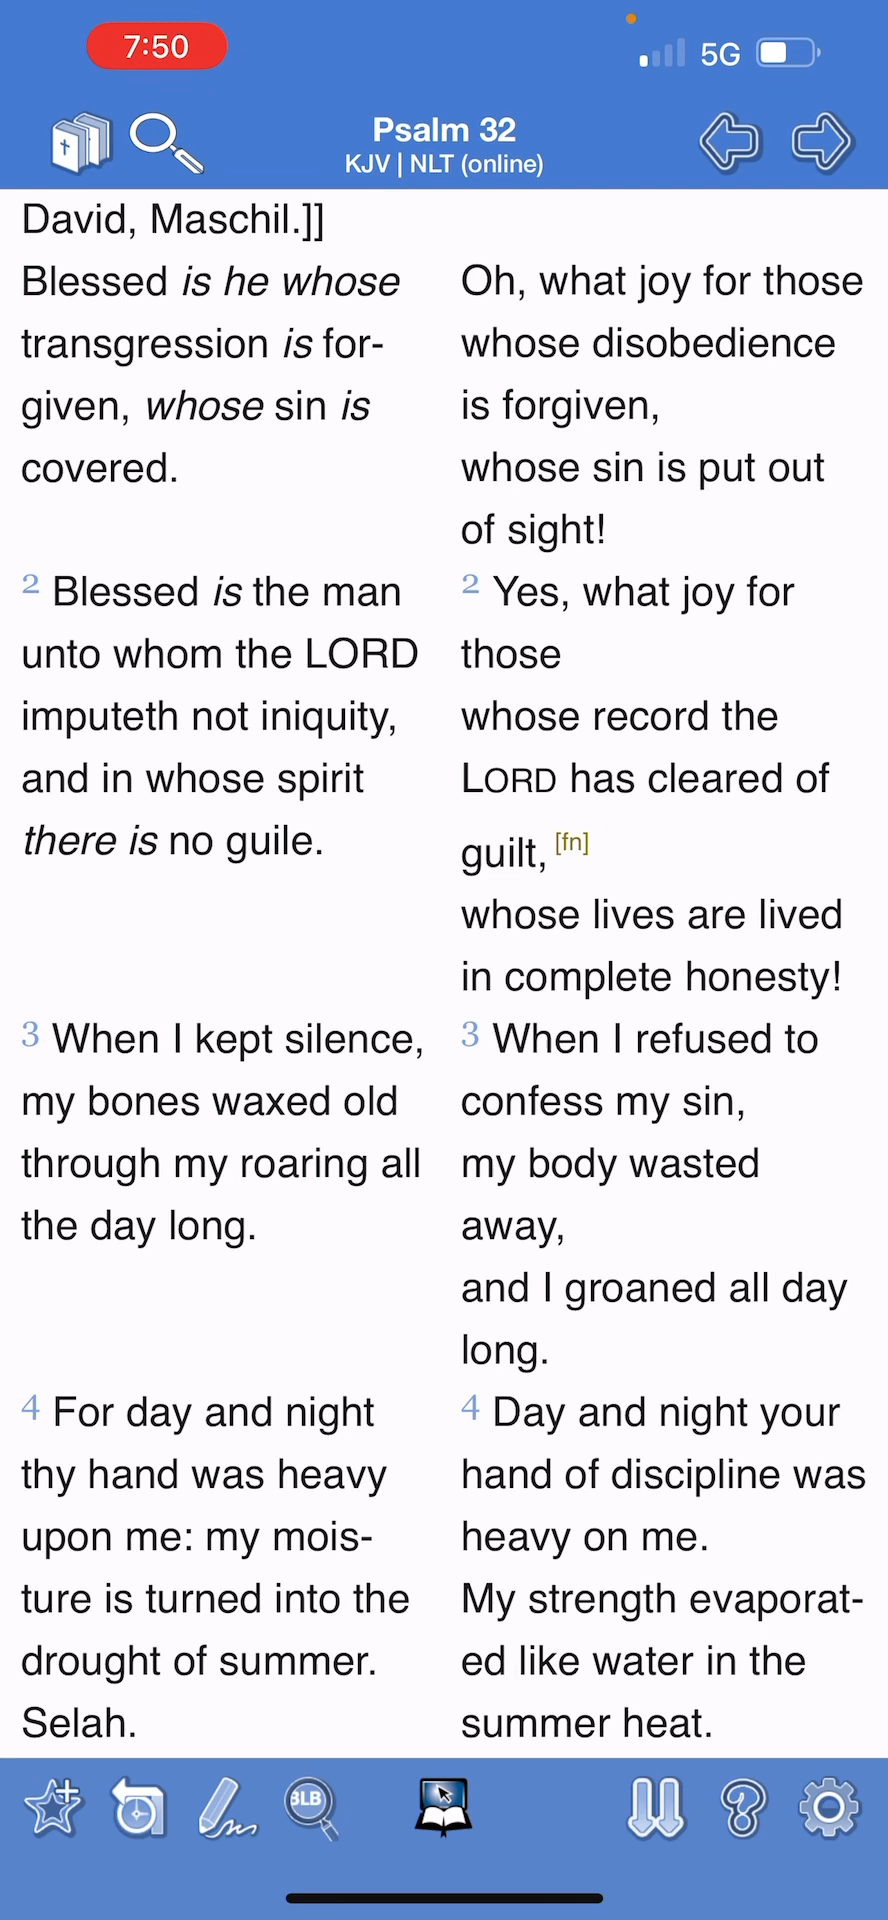 7:50
5G
Psalm 32
KJV | NLT (online)
David, Maschil.]]
Blessed is he whose
transgression is for-
given, whose sin is
covered.
Oh, what joy for those
whose disobedience
is forgiven,
whose sin is put out
of sight!
2 Blessed is the man
unto whom the LORD
imputeth not iniquity,
and in whose spirit
there is no guile.
2 Yes, what joy for
those
whose record the
LORD has cleared of
guilt, [fn]
whose lives are lived
in complete honesty!
3 When I kept silence,
my bones waxed old
through my roaring all
the day long.
3 When I refused to
confess my sin,
my body wasted
away,
and I groaned all day
long.
4 For day and night
thy hand was heavy
upon me: my mois-
ture is turned into the
drought of summer.
Selah.
4 Day and night your
hand of discipline was
heavy on me.
My strength evaporat-
ed like water in the
summer heat.
BLB